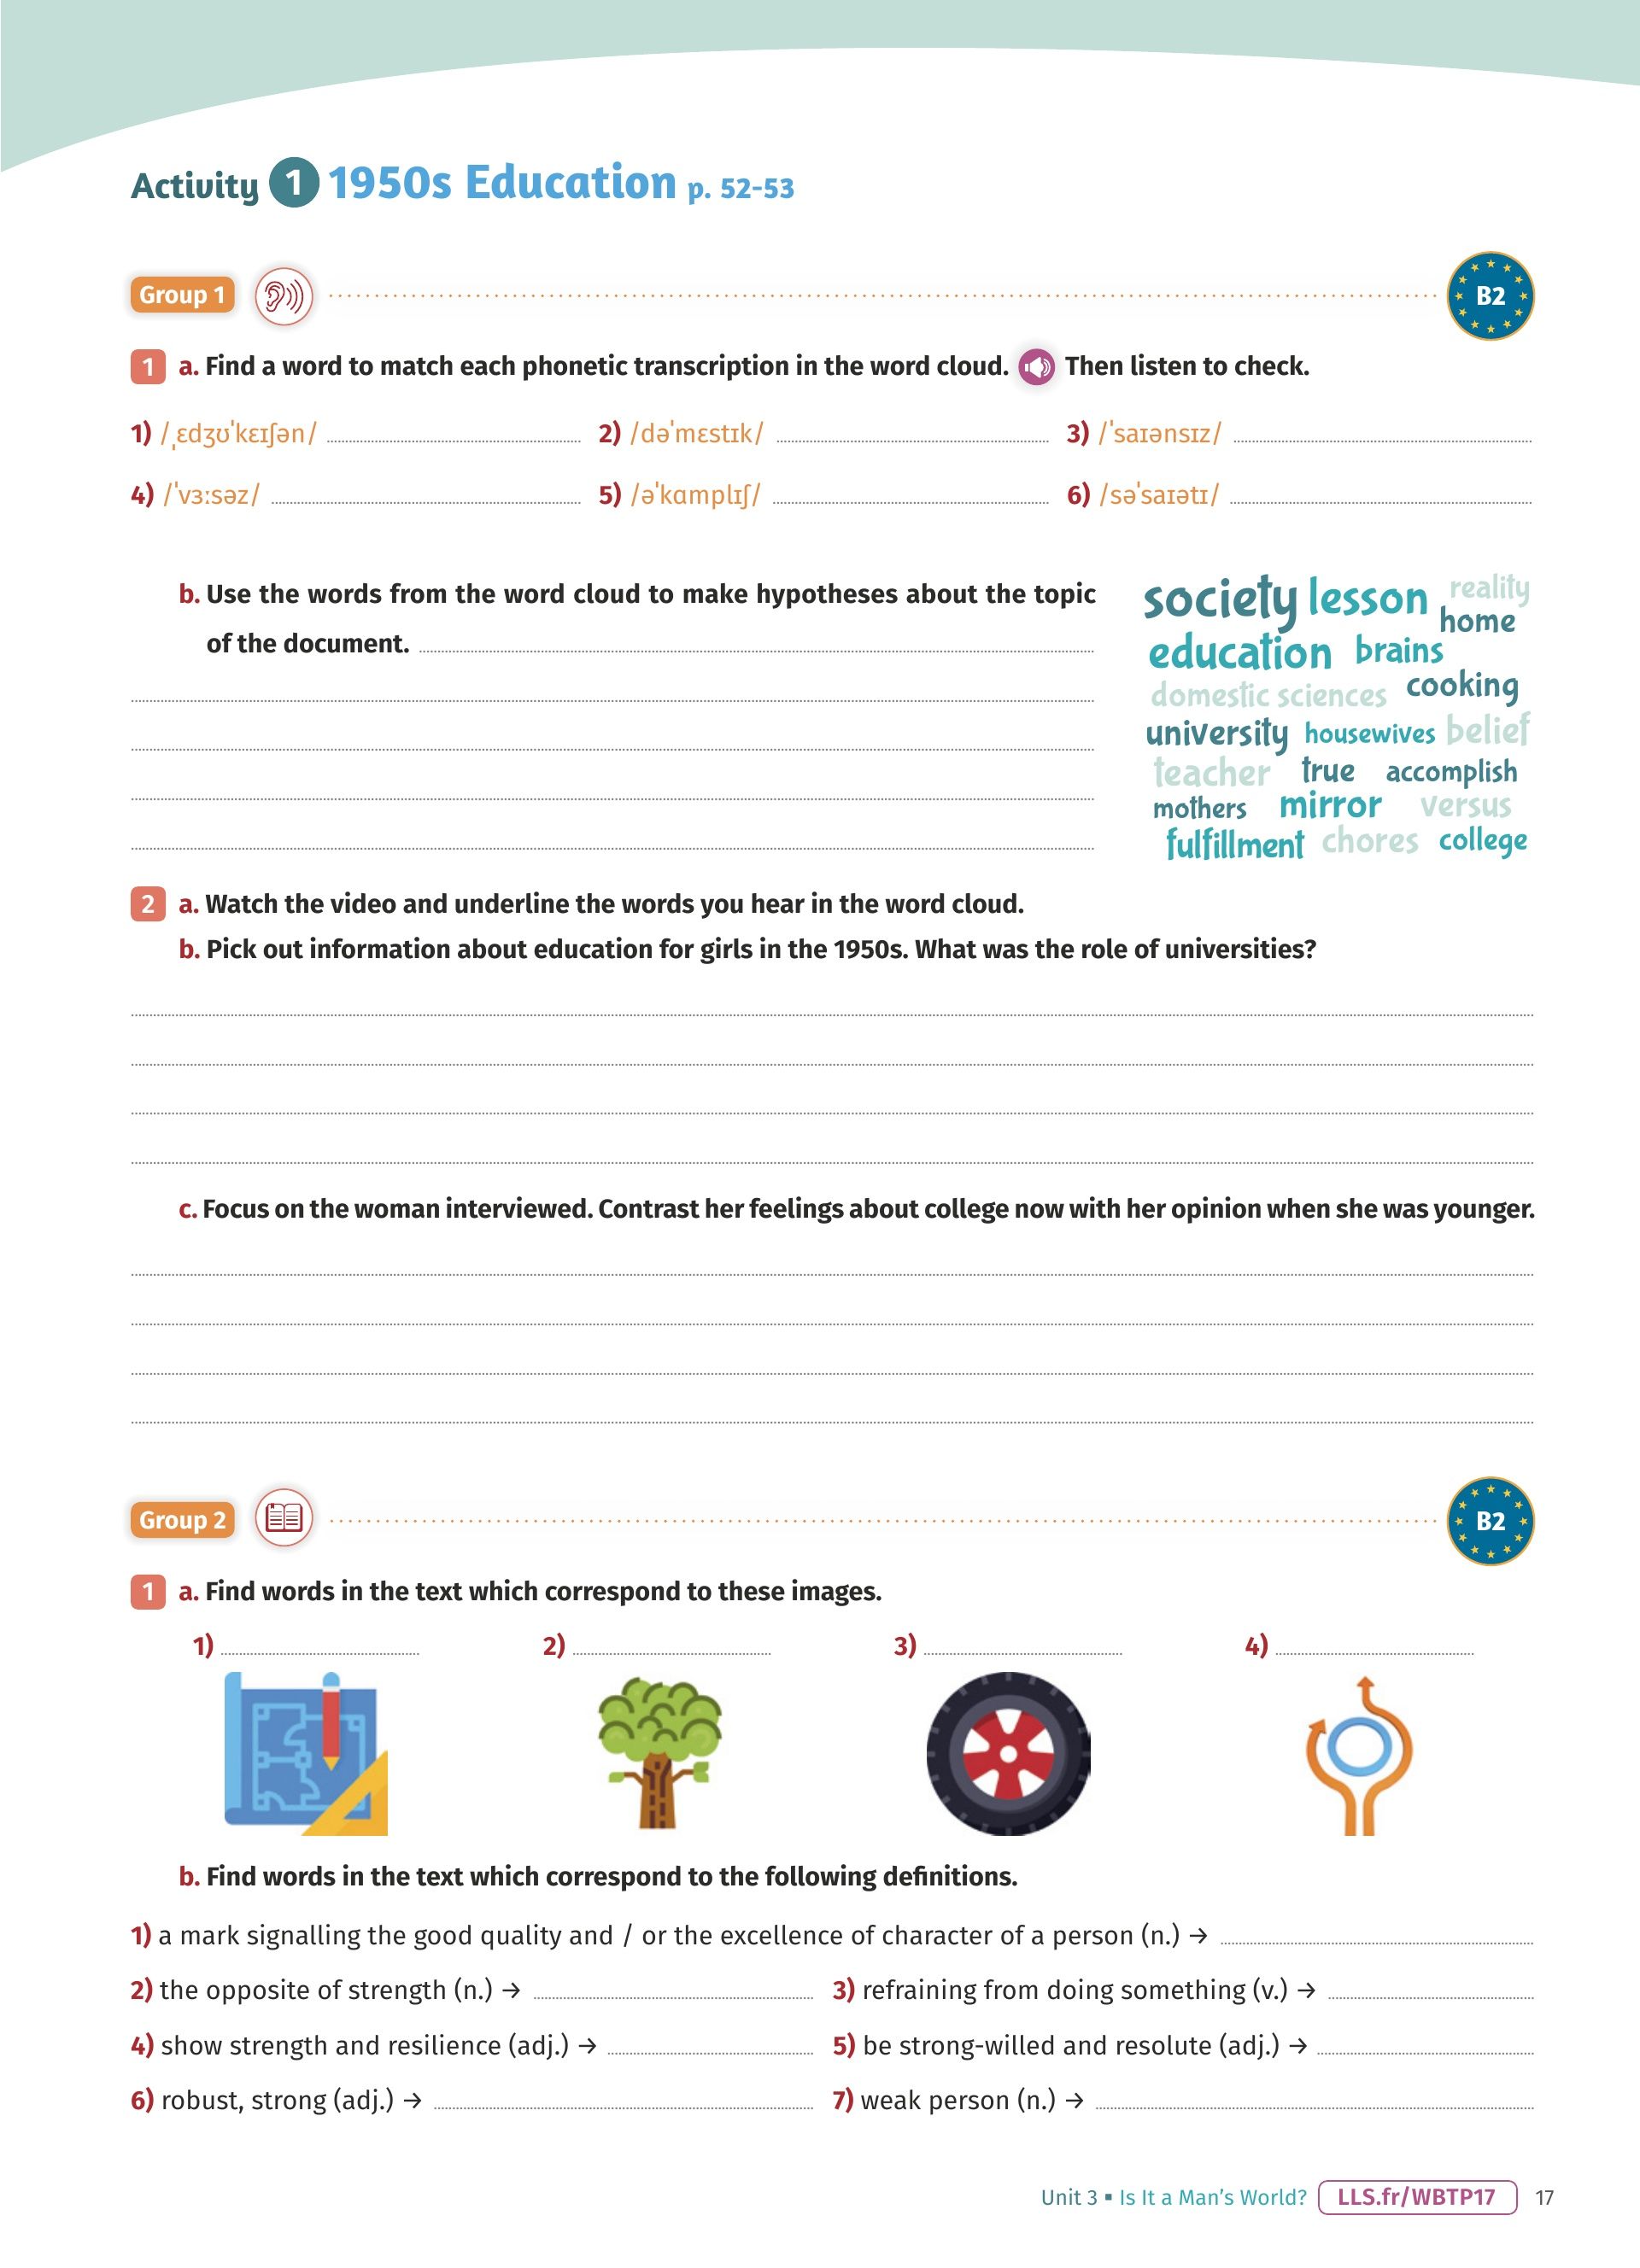 Activity 1 1950s Education p. 52-53
Group 1
B2
1 a. Find a word to match each phonetic transcription in the word cloud. Then listen to check.
1) /ˌɛdʒʊˈkeɪʃən/ 2) /dəˈmɛstɪk/ 3) /ˈsaɪənsɪz/
4) /ˈvɜːsəz/ 5) /əˈkɑmplɪʃ/ 6) /səˈsaɪətɪ/
b. Use the words from the word cloud to make hypotheses about the topic
of the document.
society lesson reality
home
education brains
domestic sciences cooking
university housewives belief
teacher true accomplish
mothers mirror versus
fulfillment chores college
2 a. Watch the video and underline the words you hear in the word cloud.
b. Pick out information about education for girls in the 1950s. What was the role of universities?
c. Focus on the woman interviewed. Contrast her feelings about college now with her opinion when she was younger.
Group 2
B2
1 a. Find words in the text which correspond to these images.
1) 2) 3) 4)
b. Find words in the text which correspond to the following definitions.
1) a mark signalling the good quality and / or the excellence of character of a person (n.) →
2) the opposite of strength (n.) → 3) refraining from doing something (v.) →
4) show strength and resilience (adj.) → 5) be strong-willed and resolute (adj.) →
6) robust, strong (adj.) → 7) weak person (n.) →
Unit 3 ▪ Is It a Man's World? LLS.fr/WBTP17 17